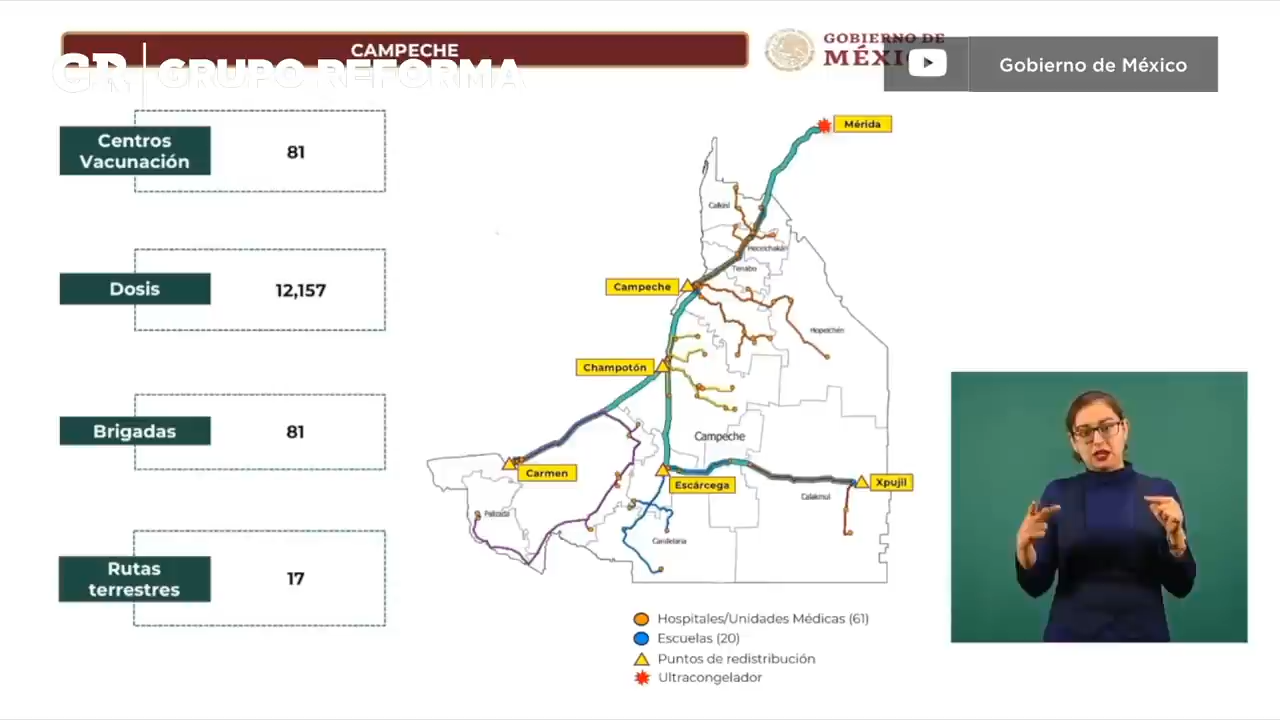 CAMPECHE
GR GRUPO REFORMA
GOBIERNO DE
MÉXICO
Gobierno de México
Centros
Vacunación
81
Dosis
12,157
Brigadas
81
Rutas
terrestres
17
Mérida
Calkiní
Hecelchakán
Tenabo
Campeche
Hopelchén
Champotón
Campeche
Carmen
Escárcega
Xpujil
Calakmul
Palizada
Candelaria
Hospitales/Unidades Médicas (61)
Escuelas (20)
Puntos de redistribución
Ultracongelador